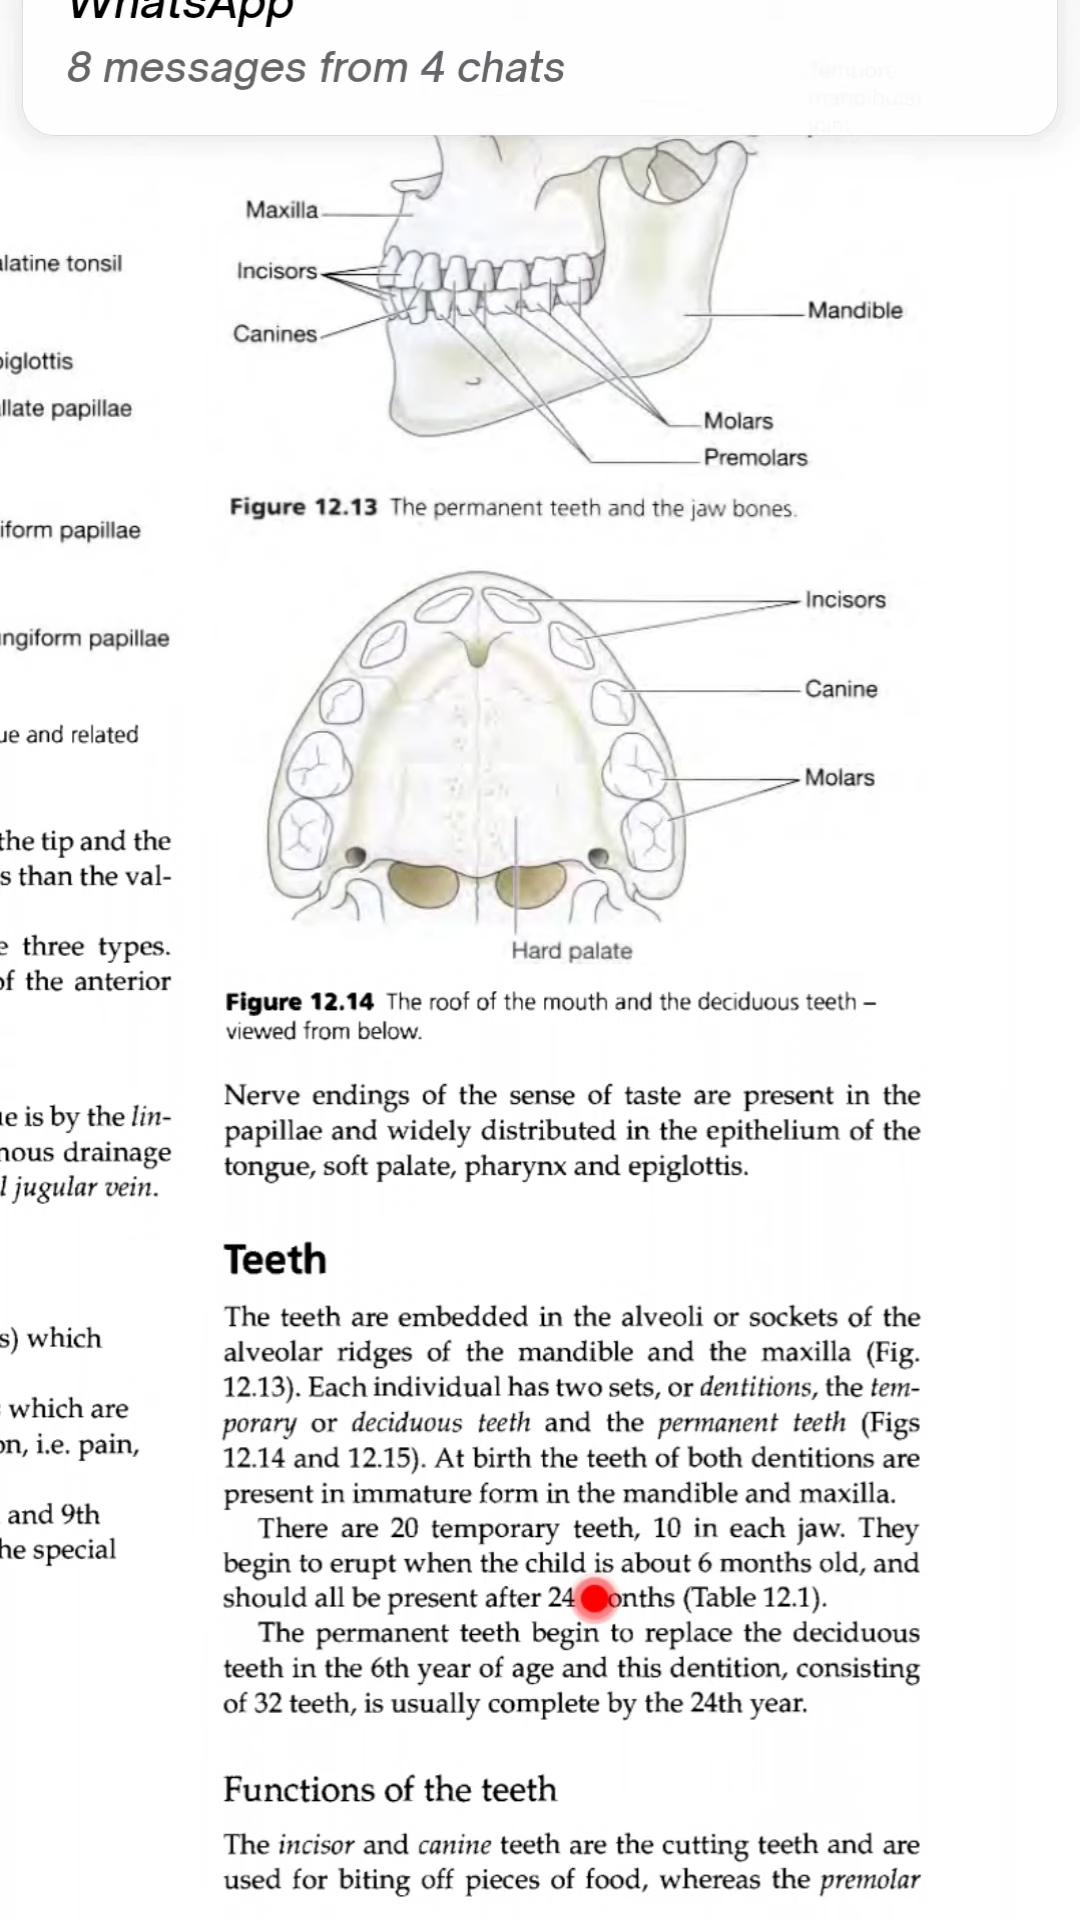 WhatsApp
8 messages from 4 chats
Maxilla
Incisors
Canines
Mandible
Molars
Premolars
Figure 12.13 The permanent teeth and the jaw bones.
Incisors
Canine
Molars
Hard palate
Figure 12.14 The roof of the mouth and the deciduous teeth –
viewed from below.
Nerve endings of the sense of taste are present in the
papillae and widely distributed in the epithelium of the
tongue, soft palate, pharynx and epiglottis.
Teeth
The teeth are embedded in the alveoli or sockets of the
alveolar ridges of the mandible and the maxilla (Fig.
12.13). Each individual has two sets, or dentitions, the tem-
porary or deciduous teeth and the permanent teeth (Figs
12.14 and 12.15). At birth the teeth of both dentitions are
present in immature form in the mandible and maxilla.
There are 20 temporary teeth, 10 in each jaw. They
begin to erupt when the child is about 6 months old, and
should all be present after 24 onths (Table 12.1).
The permanent teeth begin to replace the deciduous
teeth in the 6th year of age and this dentition, consisting
of 32 teeth, is usually complete by the 24th year.
Functions of the teeth
The incisor and canine teeth are the cutting teeth and are
used for biting off pieces of food, whereas the premolar
latine tonsil
iglottis
llate papillae
iform papillae
ngiform papillae
ue and related
the tip and the
s than the val-
e three types.
of the anterior
ue is by the lin-
nous drainage
l jugular vein.
s) which
which are
on, i.e. pain,
and 9th
he special